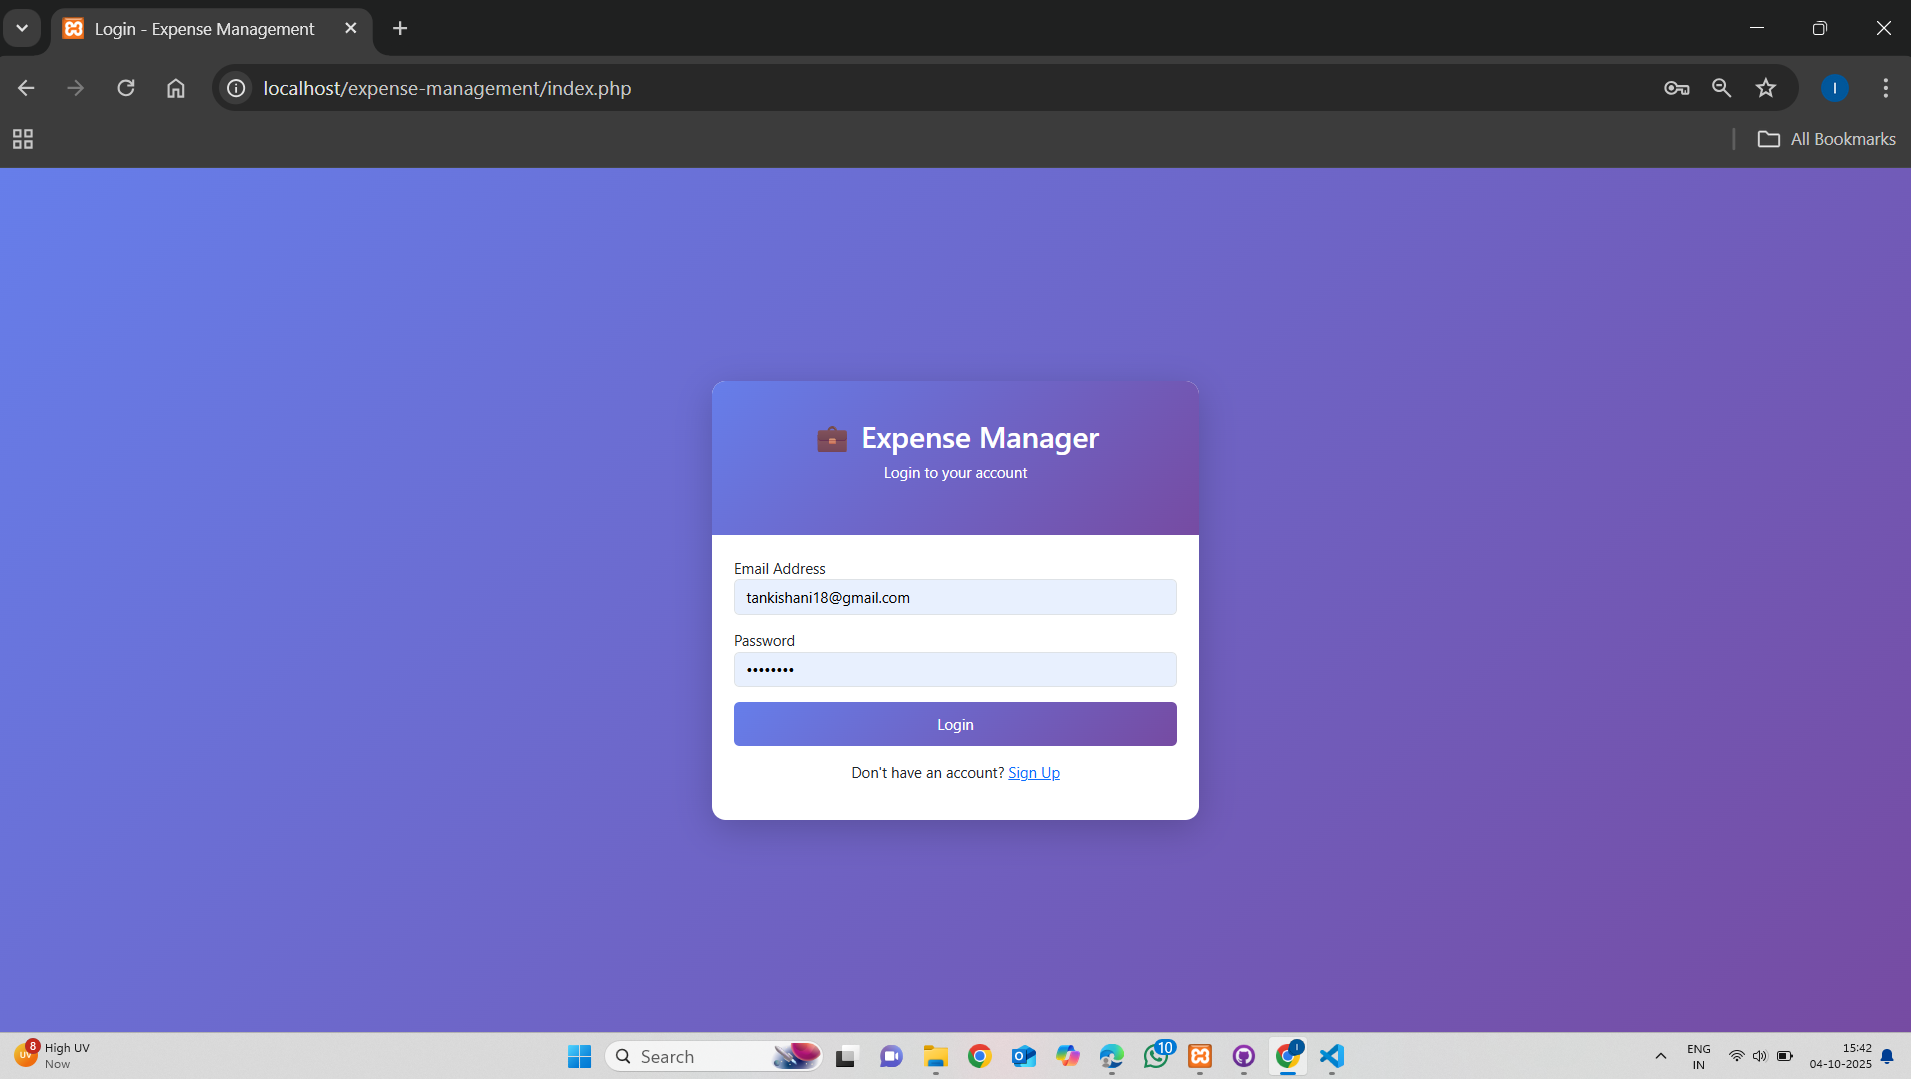 Login - Expense Management
localhost/expense-management/index.php
I
All Bookmarks
Expense Manager
Login to your account
Email Address
tankishani18@gmail.com
Password
••••••••
Login
Don't have an account? Sign Up
UV
8
High UV
Now
Search
10
I
ENG
IN
15:42
04-10-2025